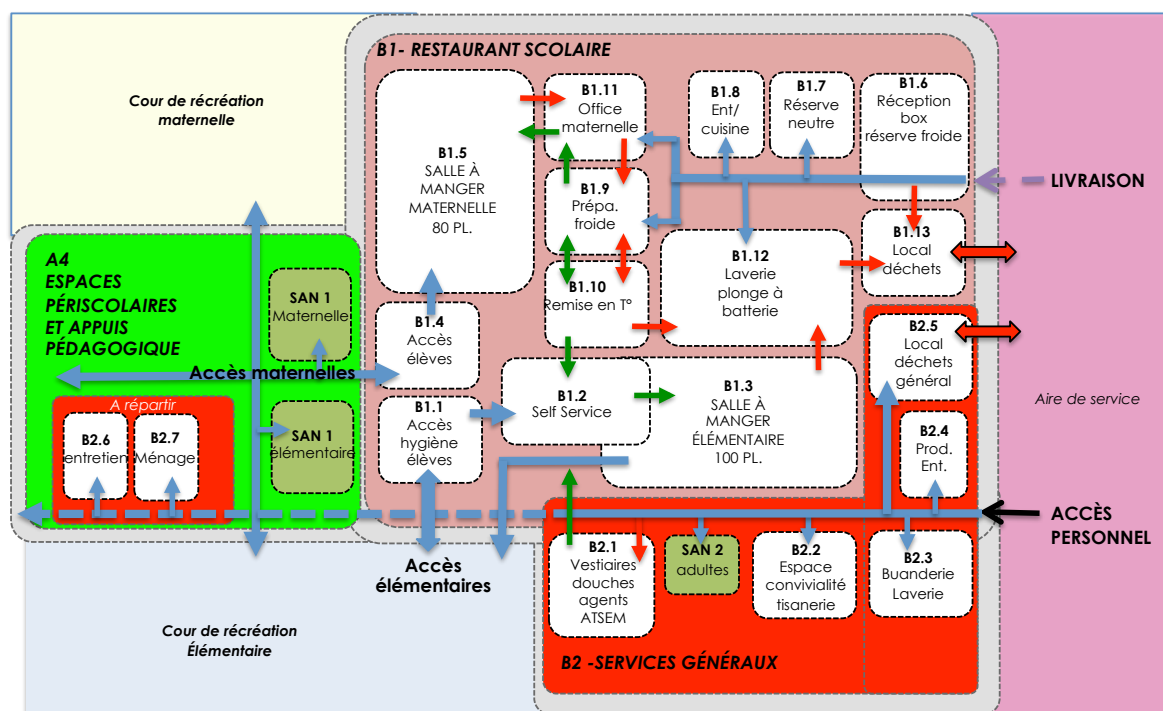 B1- RESTAURANT SCOLAIRE
Cour de récréation
maternelle
B1.5
SALLE À
MANGER
MATERNELLE
80 PL.
B1.11
Office
maternelle
B1.8
Ent/
cuisine
B1.7
Réserve
neutre
B1.6
Réception
box
réserve froide
LIVRAISON
B1.9
Prépa.
froide
B1.13
Local
déchets
B1.12
Laverie
plonge à
batterie
B1.10
Remise en T°
A4
ESPACES
PÉRISCOLAIRES
ET APPUIS
PÉDAGOGIQUE
SAN 1
Maternelle
B1.4
Accès
élèves
Accès maternelles
B2.5
Local
déchets
général
B1.2
Self Service
B1.3
SALLE À
MANGER
ÉLÉMENTAIRE
100 PL.
B1.1
Accès
hygiène
élèves
A répartir
B2.6
entretien
B2.7
Ménage
SAN 1
élémentaire
Aire de service
B2.4
Prod.
Ent.
ACCÈS
PERSONNEL
Accès
élémentaires
B2.1
Vestiaires
douches
agents
ATSEM
SAN 2
adultes
B2.2
Espace
convivialité
tisanerie
B2.3
Buanderie
Laverie
Cour de récréation
Élémentaire
B2 -SERVICES GÉNÉRAUX